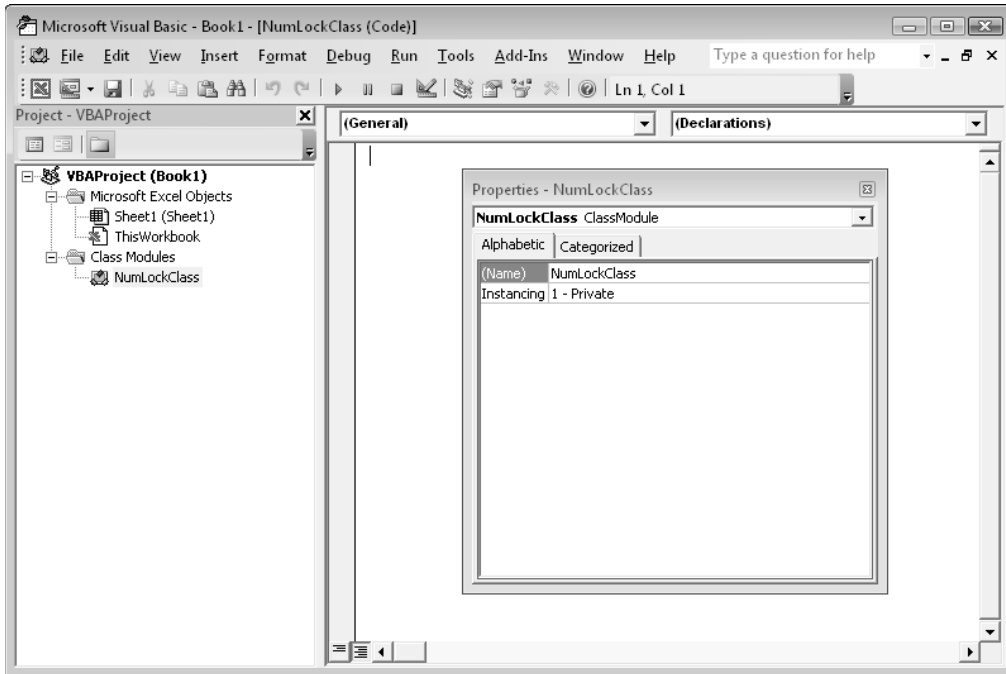 Microsoft Visual Basic - Book1 - [NumLockClass (Code)]
File Edit View Insert Format Debug Run Tools Add-Ins Window Help Type a question for help
Ln 1, Col 1
Project - VBAProject
(General) (Declarations)
VBAProject (Book1)
Microsoft Excel Objects
Sheet1 (Sheet1)
ThisWorkbook
Class Modules
NumLockClass
Properties - NumLockClass
NumLockClass ClassModule
Alphabetic Categorized
(Name) NumLockClass
Instancing 1 - Private